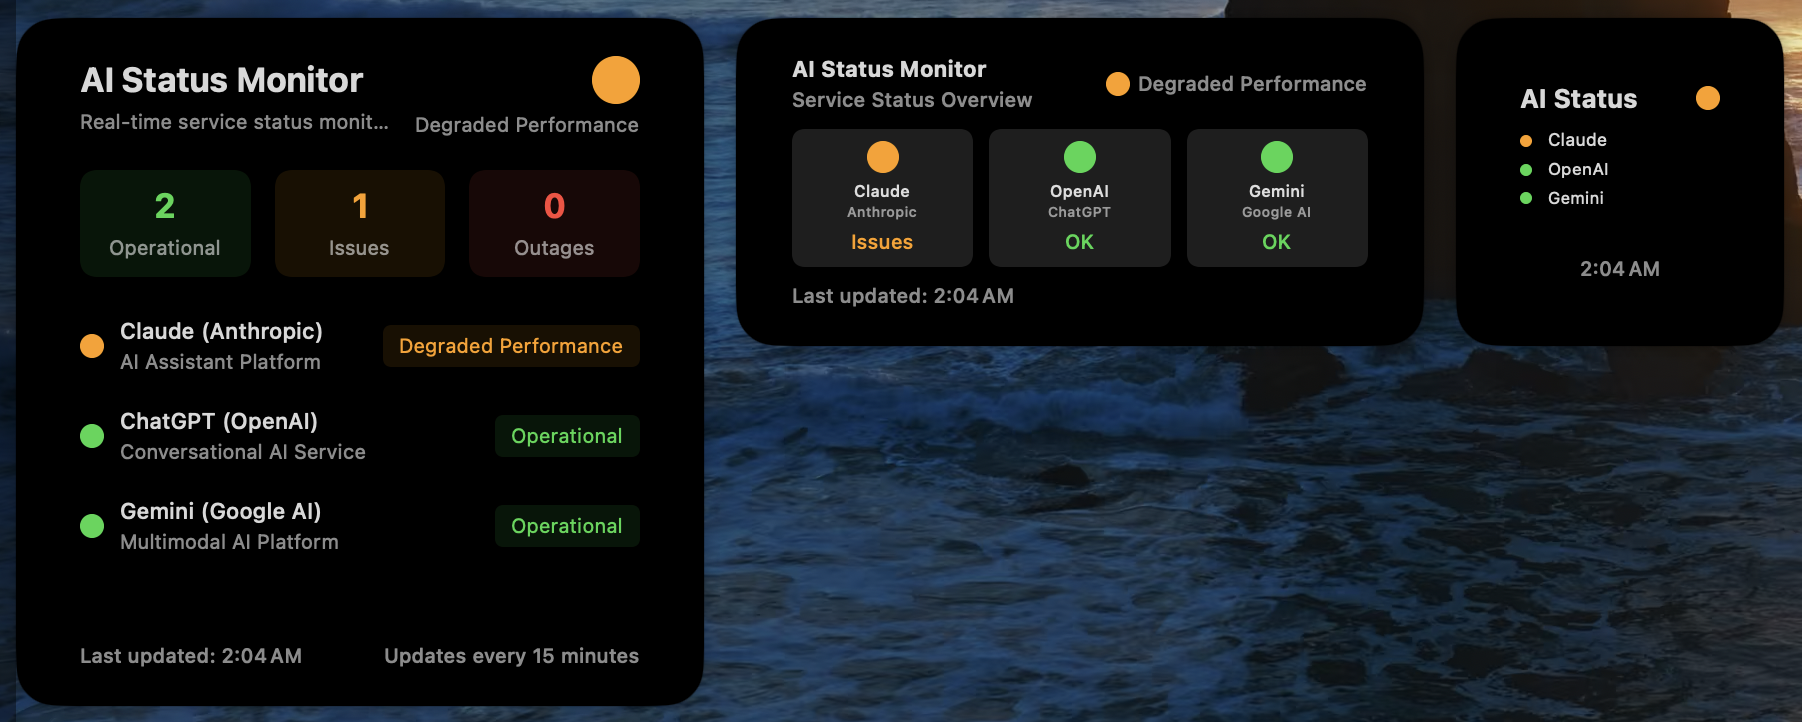 AI Status Monitor
Real-time service status monit...
Degraded Performance
2
Operational
1
Issues
0
Outages
Claude (Anthropic)
AI Assistant Platform
Degraded Performance
ChatGPT (OpenAI)
Conversational AI Service
Operational
Gemini (Google AI)
Multimodal AI Platform
Operational
Last updated: 2:04 AM
Updates every 15 minutes
AI Status Monitor
Service Status Overview
Degraded Performance
Claude
Anthropic
Issues
OpenAI
ChatGPT
OK
Gemini
Google AI
OK
Last updated: 2:04 AM
AI Status
Claude
OpenAI
Gemini
2:04 AM